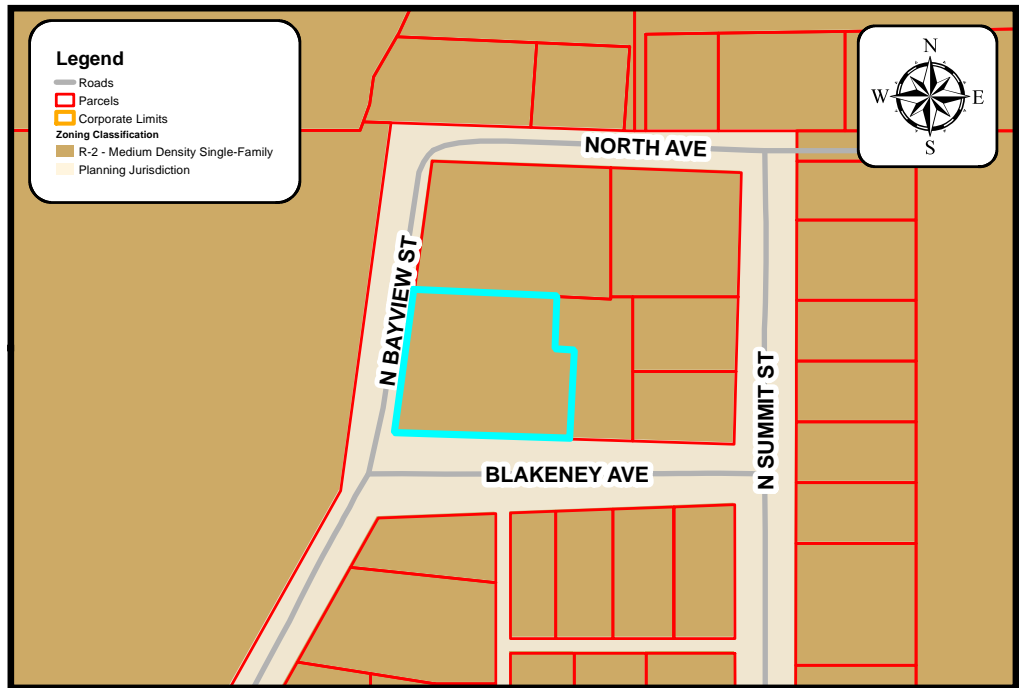 Legend
Roads
Parcels
Corporate Limits
Zoning Classification
R-2 - Medium Density Single-Family
Planning Jurisdiction
N
W E
S
NORTH AVE
N BAYVIEW ST
N SUMMIT ST
BLAKENEY AVE